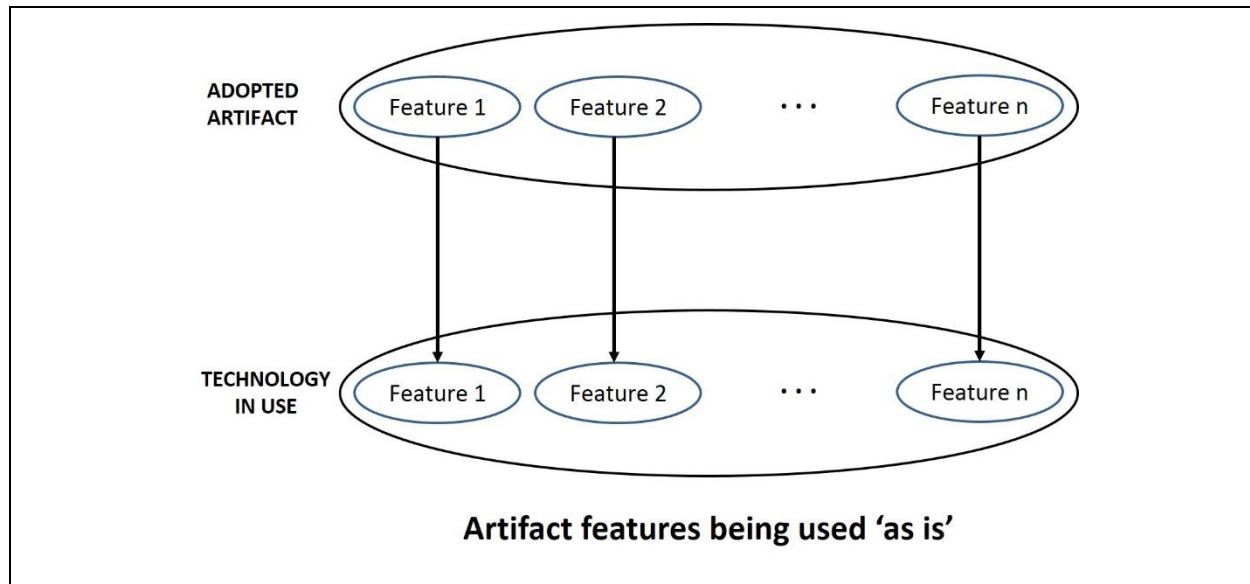 ADOPTED
ARTIFACT
Feature 1
Feature 2
. . .
Feature n
TECHNOLOGY
IN USE
Feature 1
Feature 2
. . .
Feature n
Artifact features being used ‘as is’